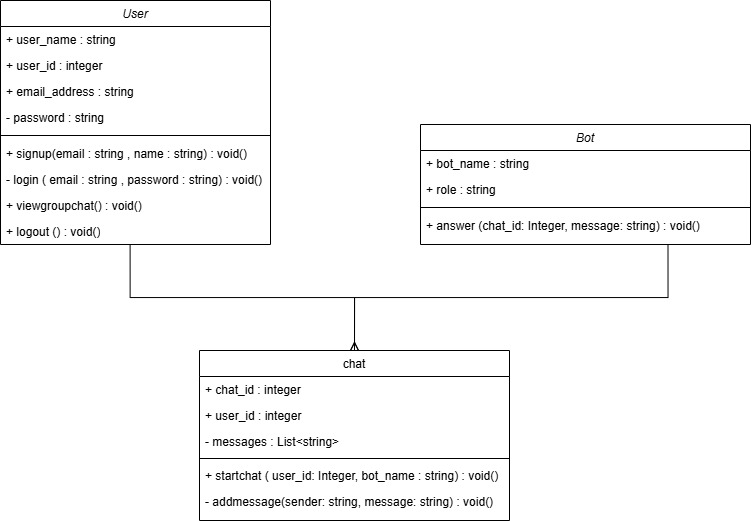 User
+ user_name : string
+ user_id : integer
+ email_address : string
- password : string
+ signup(email : string , name : string) : void()
- login ( email : string , password : string) : void()
+ viewgroupchat() : void()
+ logout () : void()
Bot
+ bot_name : string
+ role : string
+ answer (chat_id: Integer, message: string) : void()
chat
+ chat_id : integer
+ user_id : integer
- messages : List<string>
+ startchat ( user_id: Integer, bot_name : string) : void()
- addmessage(sender: string, message: string) : void()